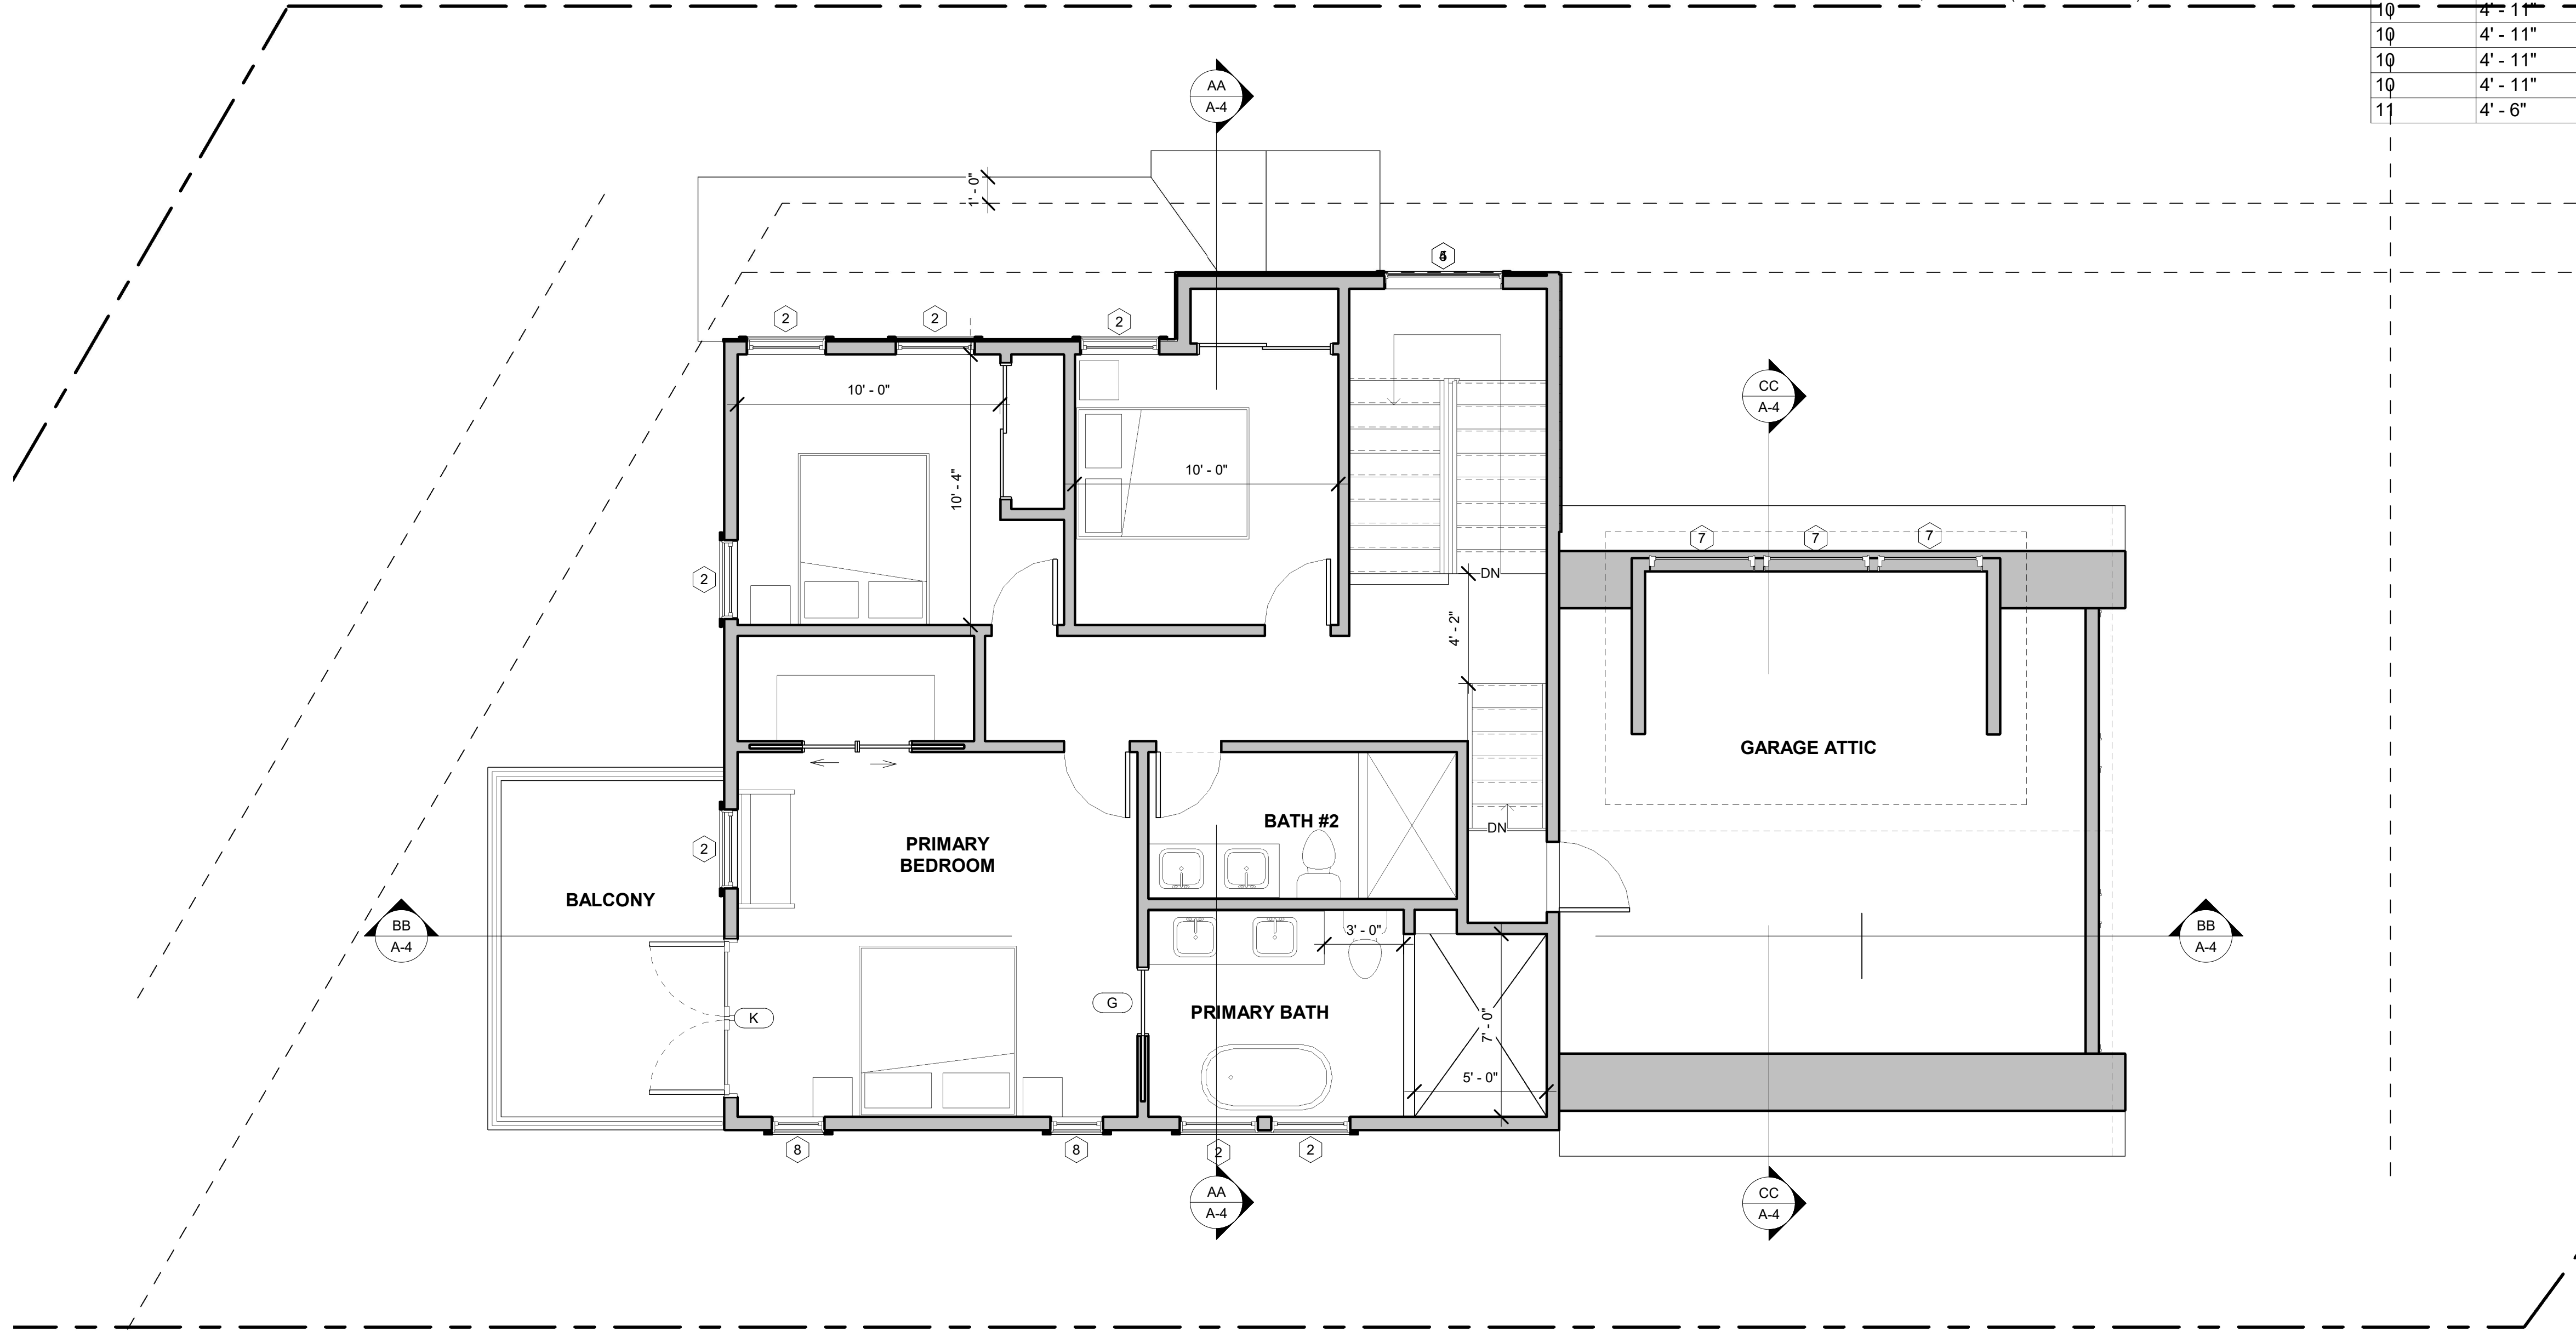 10 4' - 11"
10 4' - 11"
10 4' - 11"
10 4' - 11"
11 4' - 6"
AA
A-4
1' - 0"
2
2
2
10' - 0"
10' - 4"
10' - 0"
CC
A-4
7
7
7
2
DN
4' - 2"
GARAGE ATTIC
BATH #2
DN
PRIMARY
BEDROOM
2
BALCONY
BB
A-4
BB
A-4
3' - 0"
K
G
PRIMARY BATH
7' - 0"
5' - 0"
8
8
2
2
AA
A-4
CC
A-4